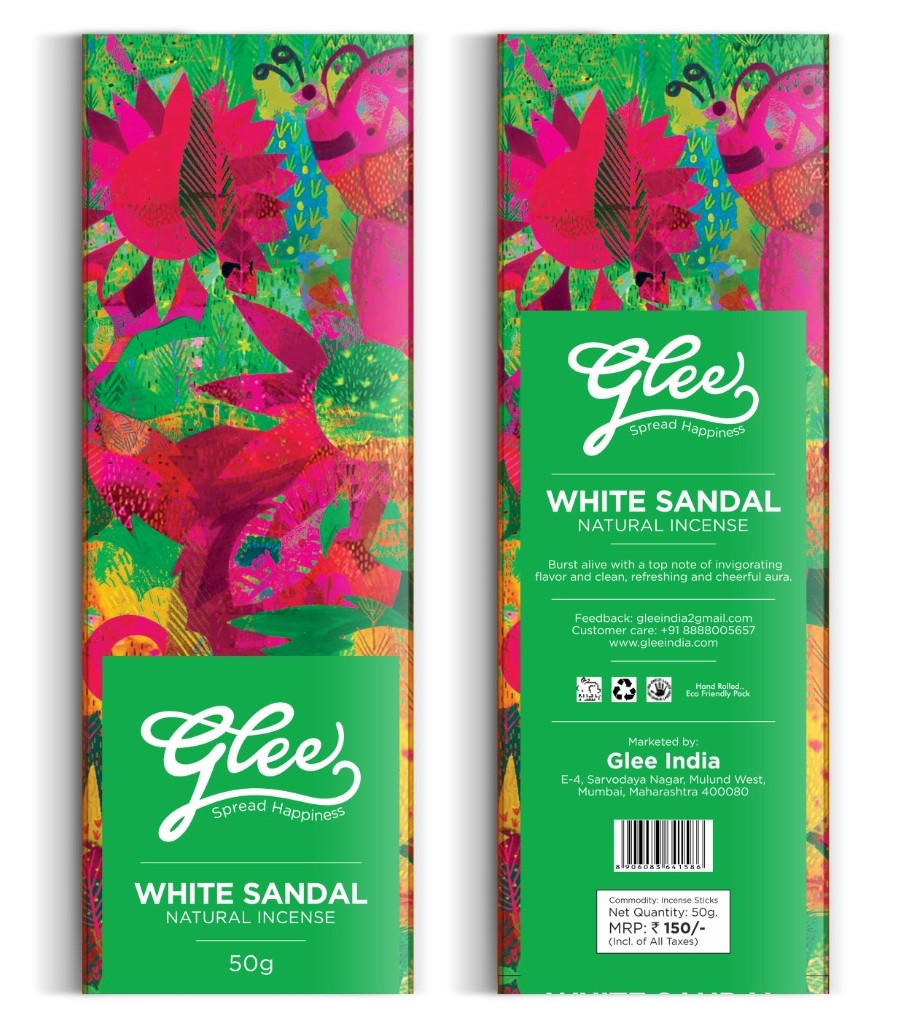 Glee
Spread Happiness
WHITE SANDAL
NATURAL INCENSE
50g
Glee
Spread Happiness
WHITE SANDAL
NATURAL INCENSE
Burst alive with a top note of invigorating
flavor and clean, refreshing and cheerful aura.
Feedback: gleeindia2gmail.com
Customer care: +91 8888005657
www.gleeindia.com
Hand Rolled..
Eco Friendly Pack
Marketed by:
Glee India
E-4, Sarvodaya Nagar, Mulund West,
Mumbai, Maharashtra 400080
8906083641586
Commodity: Incense Sticks
Net Quantity: 50g.
MRP: ₹ 150/-
(Incl. of All Taxes)